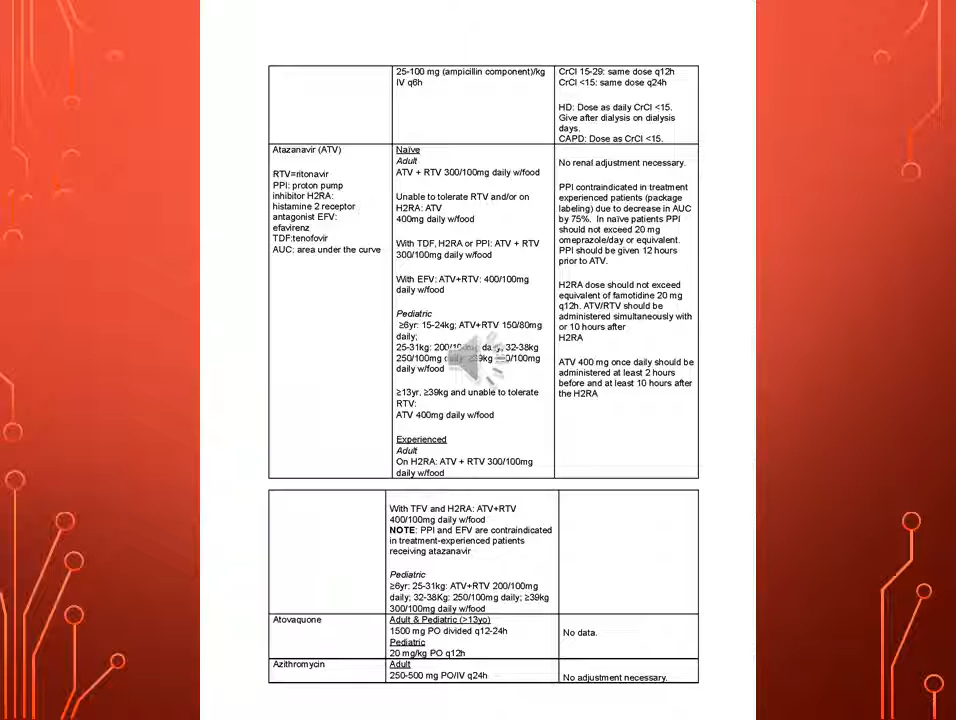 25-100 mg (ampicillin component)/kg
IV q6h
CrCl 15-29: same dose q12h
CrCl <15: same dose q24h
HD: Dose as daily CrCl <15.
Give after dialysis on dialysis
days.
CAPD: Dose as CrCl <15.
Atazanavir (ATV)
RTV=ritonavir
PPI: proton pump
inhibitor H2RA:
histamine 2 receptor
antagonist EFV:
efavirenz
TDF:tenofovir
AUC: area under the curve
Naïve
Adult
ATV + RTV 300/100mg daily w/food
Unable to tolerate RTV and/or on
H2RA: ATV
400mg daily w/food
With TDF, H2RA or PPI: ATV + RTV
300/100mg daily w/food
With EFV: ATV+RTV: 400/100mg
daily w/food
Pediatric
≥6yr: 15-24kg; ATV+RTV 150/80mg
daily;
25-31kg: daily; 32-38kg
250/100mg
daily w/food
≥13yr, ≥39kg and unable to tolerate
RTV:
ATV 400mg daily w/food
Experienced
Adult
On H2RA: ATV + RTV 300/100mg
daily w/food
No renal adjustment necessary.
PPI contraindicated in treatment
experienced patients (package
labeling) due to decrease in AUC
by 75%. In naïve patients PPI
should not exceed 20 mg
omeprazole/day or equivalent.
PPI should be given 12 hours
prior to ATV.
H2RA dose should not exceed
equivalent of famotidine 20 mg
q12h. ATV/RTV should be
administered simultaneously with
or 10 hours after
H2RA
ATV 400 mg once daily should be
administered at least 2 hours
before and at least 10 hours after
the H2RA
With TFV and H2RA: ATV+RTV
400/100mg daily w/food
NOTE: PPI and EFV are contraindicated
in treatment-experienced patients
receiving atazanavir
Pediatric
≥6yr: 25-31kg: ATV+RTV 200/100mg
daily; 32-38Kg: 250/100mg daily; ≥39kg
300/100mg daily w/food
Atovaquone
Adult & Pediatric (>13yo)
1500 mg PO divided q12-24h
Pediatric
20 mg/kg PO q12h
No data.
Azithromycin
Adult
250-500 mg PO/IV q24h
No adjustment necessary.